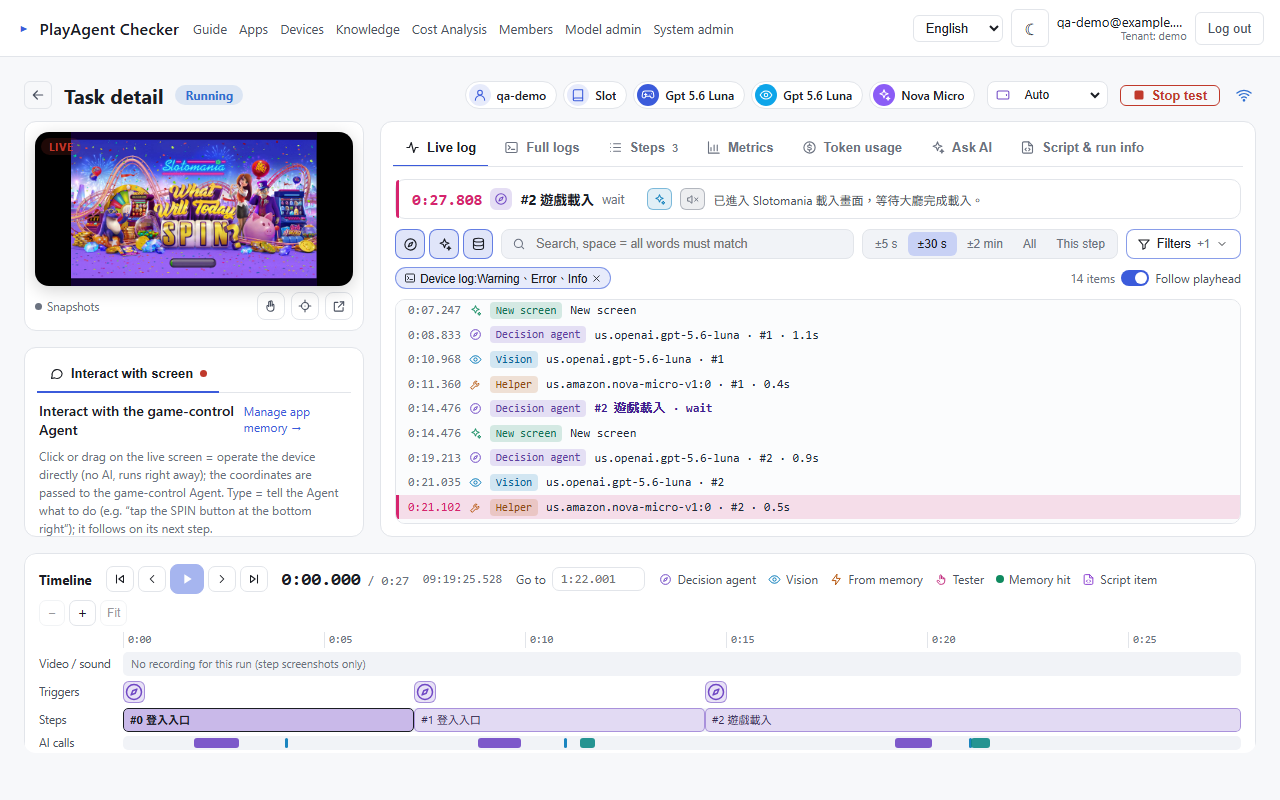 PlayAgent Checker Guide Apps Devices Knowledge Cost Analysis Members Model admin System admin English qa-demo@example.... Log out
Tenant: demo
Task detail Running qa-demo Slot Gpt 5.6 Luna Gpt 5.6 Luna Nova Micro Auto Stop test
LIVE
Slotomania
What
Will Today
SPIN?
Snapshots
Interact with screen
Interact with the game-control Agent
Manage app memory →
Click or drag on the live screen = operate the device
directly (no AI, runs right away); the coordinates are
passed to the game-control Agent. Type = tell the Agent
what to do (e.g. “tap the SPIN button at the bottom
right”); it follows on its next step.
Live log Full logs Steps 3 Metrics Token usage Ask AI Script & run info
0:27.808 #2 遊戲載入 wait 已進入 Slotomania 載入畫面，等待大廳完成載入。
Search, space = all words must match ±5 s ±30 s ±2 min All This step Filters +1
Device log:Warning、Error、Info × 14 items Follow playhead
0:07.247 New screen New screen
0:08.833 Decision agent us.openai.gpt-5.6-luna · #1 · 1.1s
0:10.968 Vision us.openai.gpt-5.6-luna · #1
0:11.360 Helper us.amazon.nova-micro-v1:0 · #1 · 0.4s
0:14.476 Decision agent #2 遊戲載入 · wait
0:14.476 New screen New screen
0:19.213 Decision agent us.openai.gpt-5.6-luna · #2 · 0.9s
0:21.035 Vision us.openai.gpt-5.6-luna · #2
0:21.102 Helper us.amazon.nova-micro-v1:0 · #2 · 0.5s
Timeline 0:00.000 / 0:27 09:19:25.528 Go to 1:22.001 Decision agent Vision From memory Tester Memory hit Script item
− + Fit
0:00 0:05 0:10 0:15 0:20 0:25
Video / sound No recording for this run (step screenshots only)
Triggers
Steps #0 登入入口 #1 登入入口 #2 遊戲載入
AI calls